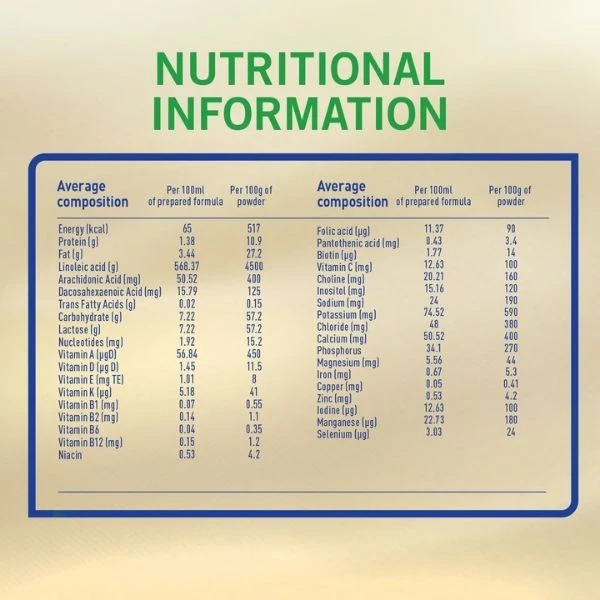 NUTRITIONAL
INFORMATION
Average composition Per 100ml of prepared formula Per 100g of powder
Energy (kcal) 65 517
Protein (g) 1.38 10.9
Fat (g) 3.44 27.2
Linoleic acid (g) 568.37 4500
Arachidonic Acid (mg) 50.52 400
Dacosahexaenoic Acid (mg) 15.79 125
Trans Fatty Acids (g) 0.02 0.15
Carbohydrate (g) 7.22 57.2
Lactose (g) 7.22 57.2
Nucleotides (mg) 1.92 15.2
Vitamin A (µgD) 56.84 450
Vitamin D (µg D) 1.45 11.5
Vitamin E (mg TE) 1.01 8
Vitamin K (µg) 5.18 41
Vitamin B1 (mg) 0.07 0.55
Vitamin B2 (mg) 0.14 1.1
Vitamin B6 0.04 0.35
Vitamin B12 (mg) 0.15 1.2
Niacin 0.53 4.2
Average composition Per 100ml of prepared formula Per 100g of powder
Folic acid (µg) 11.37 90
Pantothenic acid (mg) 0.43 3.4
Biotin (µg) 1.77 14
Vitamin C (mg) 12.63 100
Choline (mg) 20.21 160
Inositol (mg) 15.16 120
Sodium (mg) 24 190
Potassium (mg) 74.52 590
Chloride (mg) 48 380
Calcium (mg) 50.52 400
Phosphorus 34.1 270
Magnesium (mg) 5.56 44
Iron (mg) 0.67 5.3
Copper (mg) 0.05 0.41
Zinc (mg) 0.53 4.2
Iodine (µg) 12.63 100
Manganese (µg) 22.73 180
Selenium (µg) 3.03 24